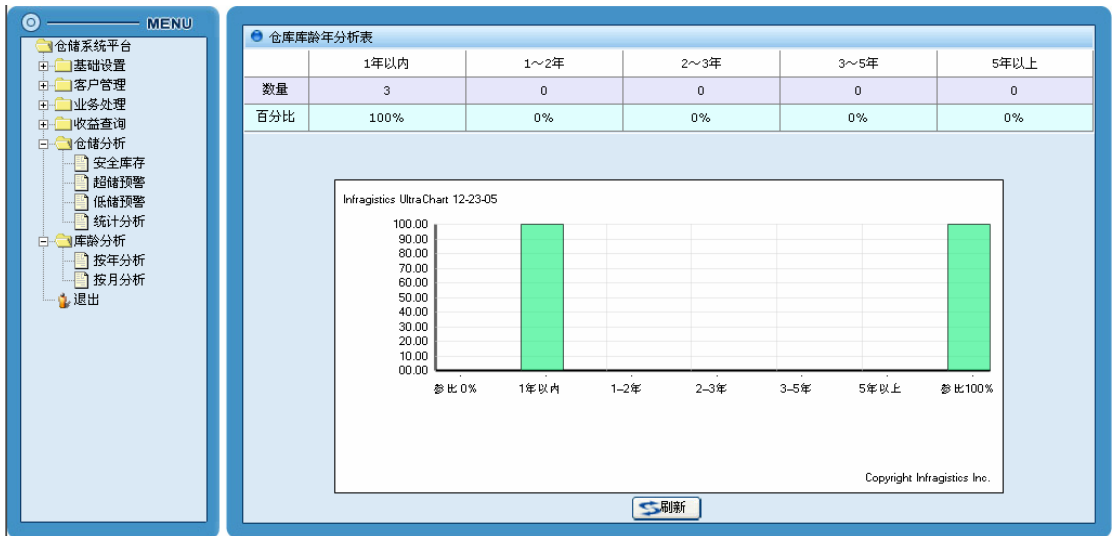 MENU
仓储系统平台
基础设置
客户管理
业务处理
收益查询
仓储分析
安全库存
超储预警
低储预警
统计分析
库龄分析
按年分析
按月分析
退出
仓库库龄年分析表
1年以内 1～2年 2～3年 3～5年 5年以上
数量 3 0 0 0 0
百分比 100% 0% 0% 0% 0%
Infragistics UltraChart 12-23-05
100.00
90.00
80.00
70.00
60.00
50.00
40.00
30.00
20.00
10.00
00.00
参比0% 1年以内 1–2年 2–3年 3–5年 5年以上 参比100%
Copyright Infragistics Inc.
刷新